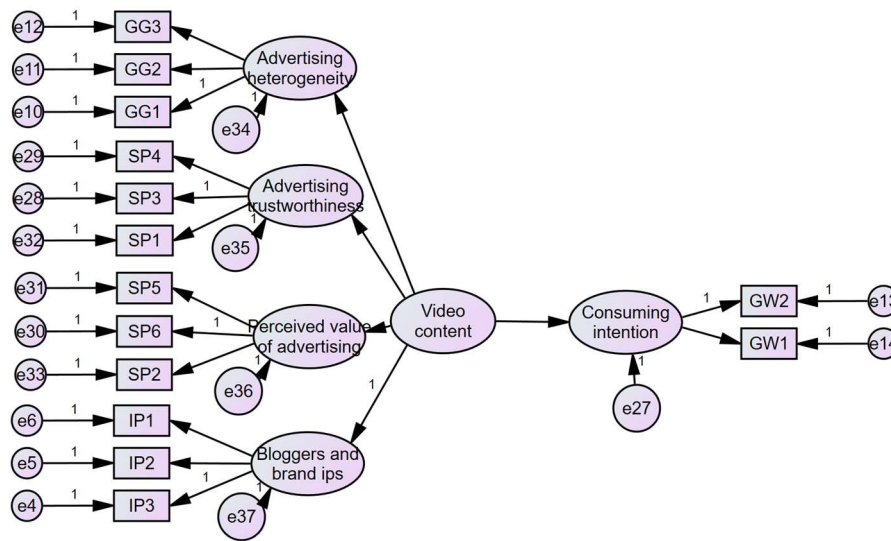 e12 1 GG3
e11 1 GG2
e10 1 GG1
1
Advertising
heterogeneity
1
e34
e29 1 SP4
e28 1 SP3
e32 1 SP1
1
Advertising
trustworthiness
1
e35
e31 1 SP5
e30 1 SP6
e33 1 SP2
1
Perceived value
of advertising
1
e36
e6 1 IP1
e5 1 IP2
e4 1 IP3
1
Bloggers and
brand ips
1
e37
1
Video
content
Consuming
intention
1
e27
1
GW2 1 e13
GW1 1 e14